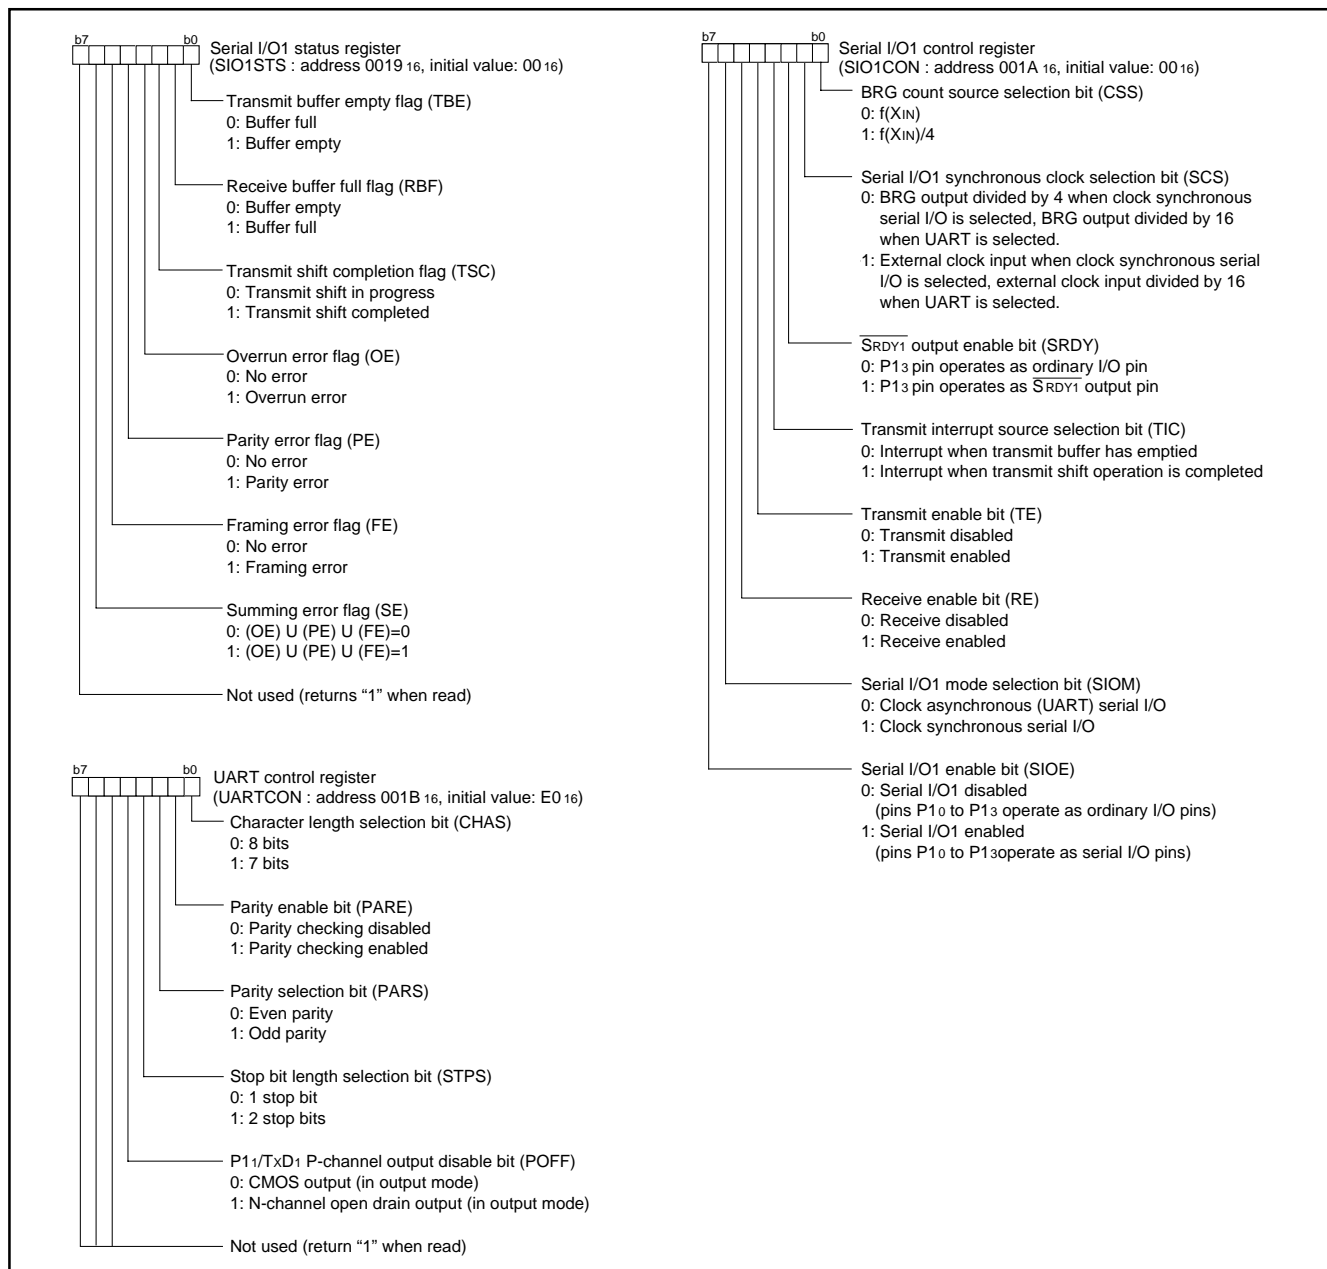 b7 b0
Serial I/O1 status register
(SIO1STS : address 0019 16, initial value: 00 16)
Transmit buffer empty flag (TBE)
0: Buffer full
1: Buffer empty
Receive buffer full flag (RBF)
0: Buffer empty
1: Buffer full
Transmit shift completion flag (TSC)
0: Transmit shift in progress
1: Transmit shift completed
Overrun error flag (OE)
0: No error
1: Overrun error
Parity error flag (PE)
0: No error
1: Parity error
Framing error flag (FE)
0: No error
1: Framing error
Summing error flag (SE)
0: (OE) U (PE) U (FE)=0
1: (OE) U (PE) U (FE)=1
Not used (returns “1” when read)
b7 b0
UART control register
(UARTCON : address 001B 16, initial value: E0 16)
Character length selection bit (CHAS)
0: 8 bits
1: 7 bits
Parity enable bit (PARE)
0: Parity checking disabled
1: Parity checking enabled
Parity selection bit (PARS)
0: Even parity
1: Odd parity
Stop bit length selection bit (STPS)
0: 1 stop bit
1: 2 stop bits
P11/TXD1 P-channel output disable bit (POFF)
0: CMOS output (in output mode)
1: N-channel open drain output (in output mode)
Not used (return “1” when read)
b7 b0
Serial I/O1 control register
(SIO1CON : address 001A 16, initial value: 00 16)
BRG count source selection bit (CSS)
0: f(XIN)
1: f(XIN)/4
Serial I/O1 synchronous clock selection bit (SCS)
0: BRG output divided by 4 when clock synchronous
serial I/O is selected, BRG output divided by 16
when UART is selected.
1: External clock input when clock synchronous serial
I/O is selected, external clock input divided by 16
when UART is selected.
SRDY1 output enable bit (SRDY)
0: P13 pin operates as ordinary I/O pin
1: P13 pin operates as SRDY1 output pin
Transmit interrupt source selection bit (TIC)
0: Interrupt when transmit buffer has emptied
1: Interrupt when transmit shift operation is completed
Transmit enable bit (TE)
0: Transmit disabled
1: Transmit enabled
Receive enable bit (RE)
0: Receive disabled
1: Receive enabled
Serial I/O1 mode selection bit (SIOM)
0: Clock asynchronous (UART) serial I/O
1: Clock synchronous serial I/O
Serial I/O1 enable bit (SIOE)
0: Serial I/O1 disabled
(pins P10 to P13 operate as ordinary I/O pins)
1: Serial I/O1 enabled
(pins P10 to P13operate as serial I/O pins)